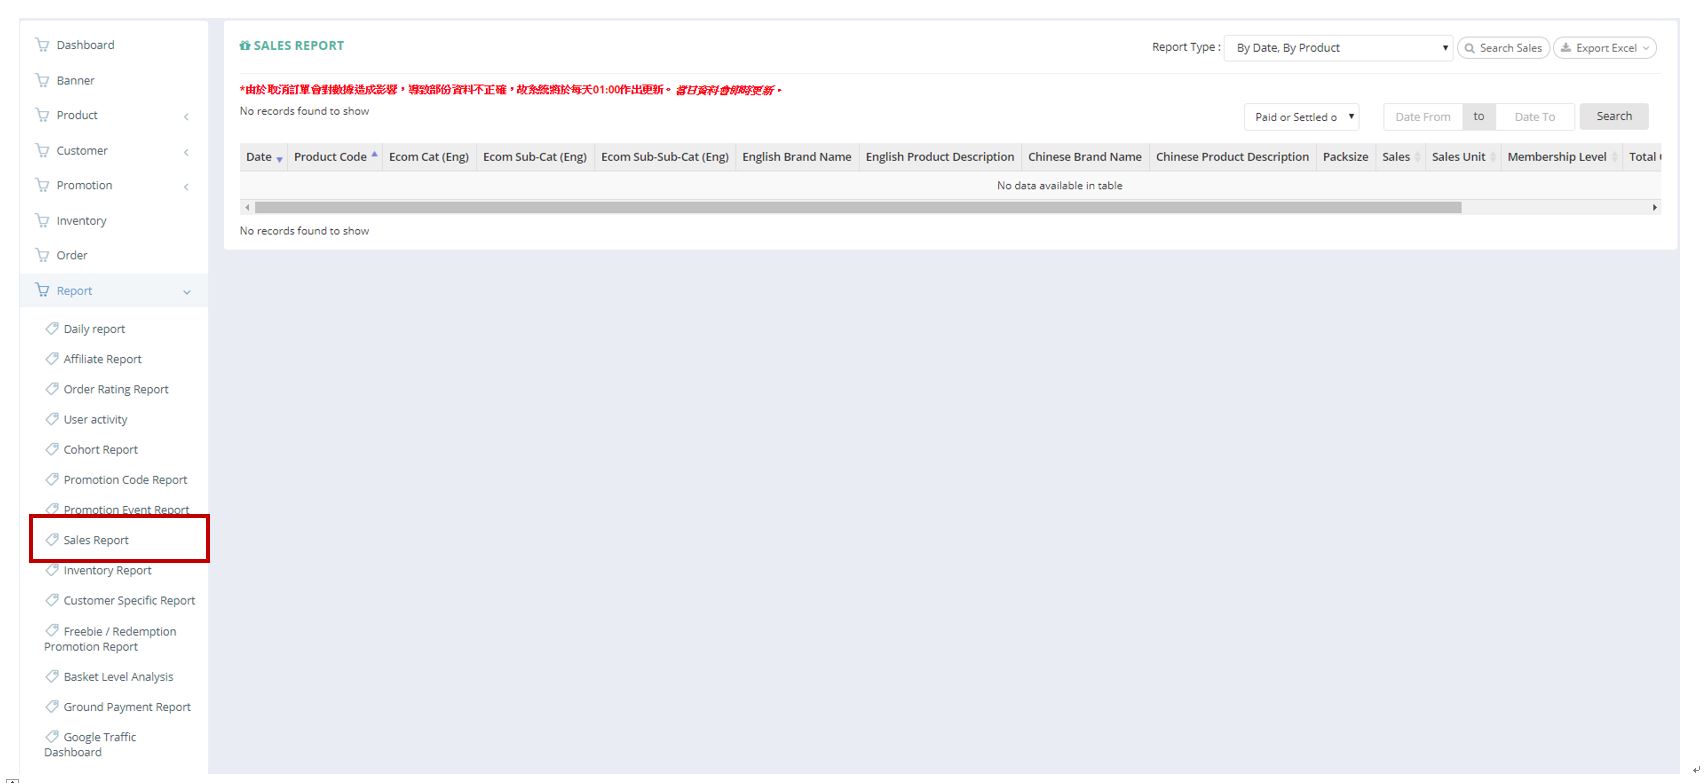 Dashboard
Banner
Product
Customer
Promotion
Inventory
Order
Report
Daily report
Affiliate Report
Order Rating Report
User activity
Cohort Report
Promotion Code Report
Promotion Event Report
Sales Report
Inventory Report
Customer Specific Report
Freebie / Redemption
Promotion Report
Basket Level Analysis
Ground Payment Report
Google Traffic
Dashboard
SALES REPORT
Report Type : By Date, By Product Search Sales Export Excel
*由於取消訂單會對數據造成影響，導致部份資料不正確，故系統將於每天01:00作出更新。當日資料會即時更新。
No records found to show
Paid or Settled o Date From to Date To Search
Date Product Code Ecom Cat (Eng) Ecom Sub-Cat (Eng) Ecom Sub-Sub-Cat (Eng) English Brand Name English Product Description Chinese Brand Name Chinese Product Description Packsize Sales Sales Unit Membership Level Total
No data available in table
No records found to show